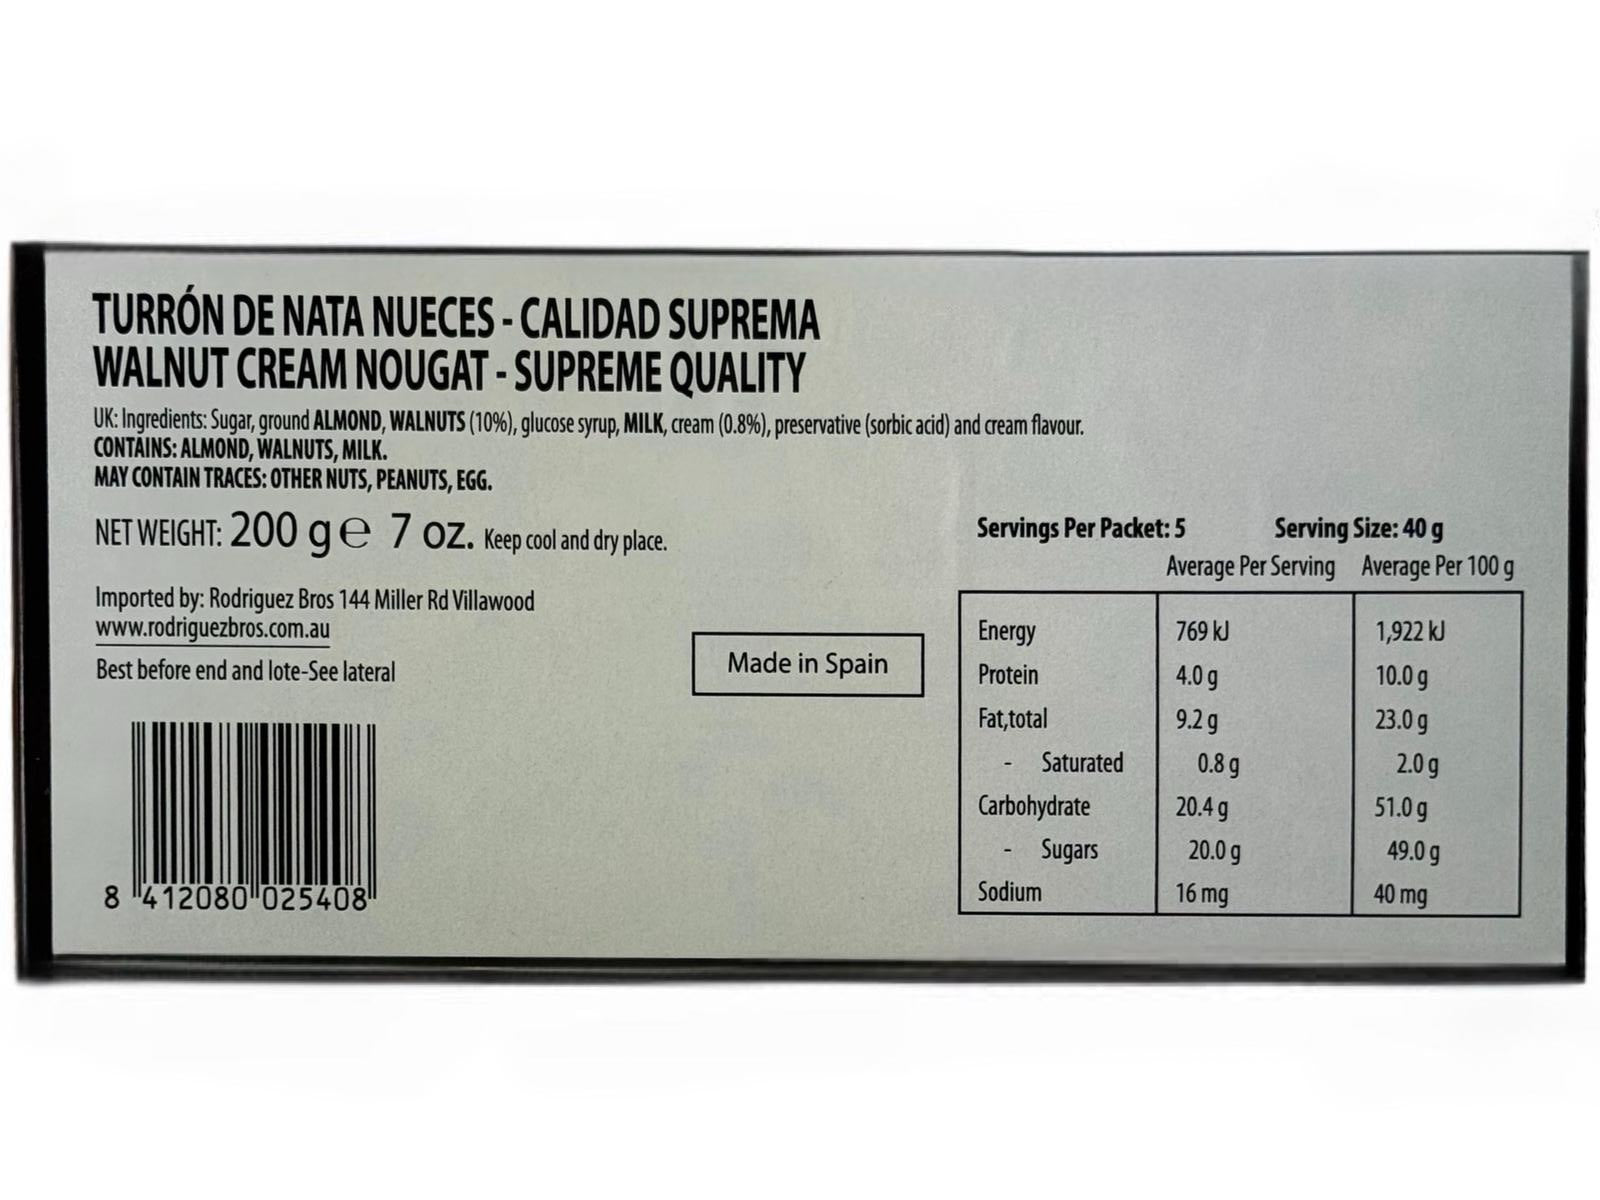 TURRÓN DE NATA NUECES - CALIDAD SUPREMA
WALNUT CREAM NOUGAT - SUPREME QUALITY
UK: Ingredients: Sugar, ground ALMOND, WALNUTS (10%), glucose syrup, MILK, cream (0.8%), preservative (sorbic acid) and cream flavour.
CONTAINS: ALMOND, WALNUTS, MILK.
MAY CONTAIN TRACES: OTHER NUTS, PEANUTS, EGG.
NET WEIGHT: 200 g e 7 oz. Keep cool and dry place.
Imported by: Rodriguez Bros 144 Miller Rd Villawood
www.rodriguezbros.com.au
Best before end and lote-See lateral
Made in Spain
8 412080 025408
Servings Per Packet: 5 Serving Size: 40 g
Average Per Serving Average Per 100 g
Energy 769 kJ 1,922 kJ
Protein 4.0 g 10.0 g
Fat,total 9.2 g 23.0 g
- Saturated 0.8 g 2.0 g
Carbohydrate 20.4 g 51.0 g
- Sugars 20.0 g 49.0 g
Sodium 16 mg 40 mg